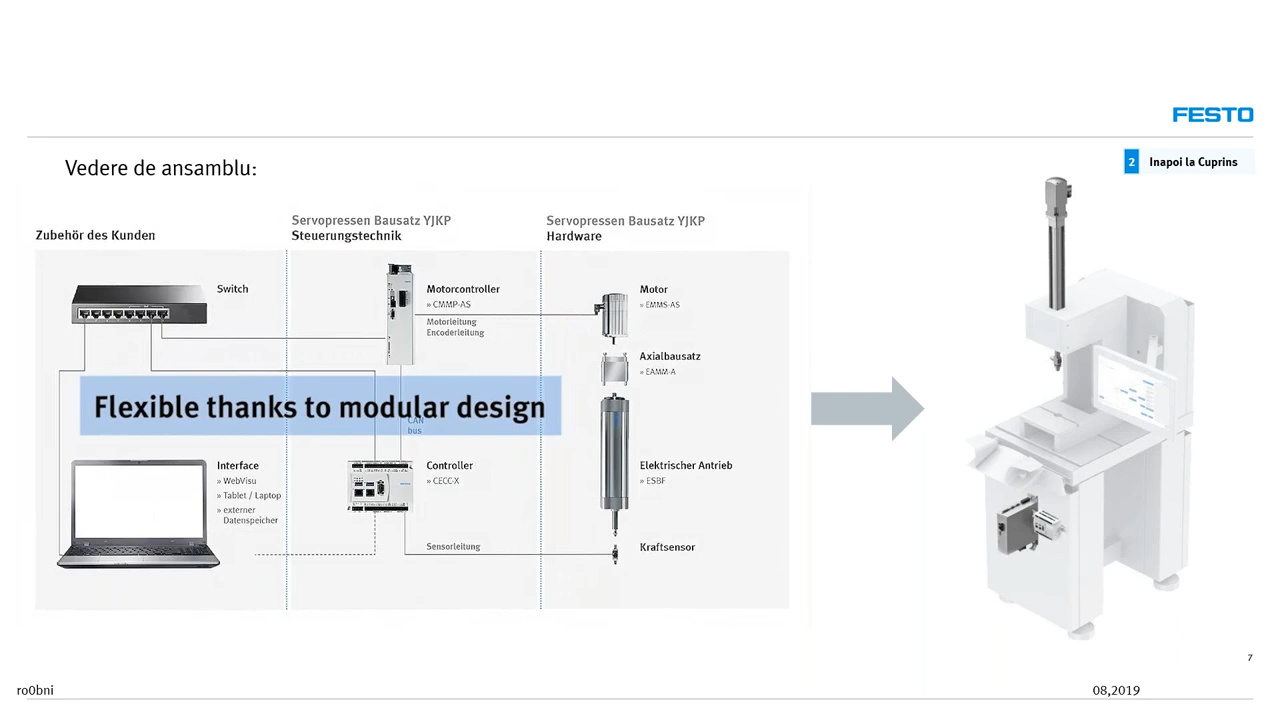 FESTO
2 Inapoi la Cuprins
Vedere de ansamblu:
Zubehör des Kunden
Servopressen Bausatz YJKP
Steuerungstechnik
Servopressen Bausatz YJKP
Hardware
Switch
Motorcontroller
» CMMP-AS
Motorleitung
Encoderleitung
Motor
» EMMS-AS
Axialbausatz
» EAMM-A
Flexible thanks to modular design
CAN
bus
Interface
» WebVisu
» Tablet / Laptop
» externer
Datenspeicher
Controller
» CECC-X
Elektrischer Antrieb
» ESBF
Sensorleitung
Kraftsensor
7
ro0bni
08,2019